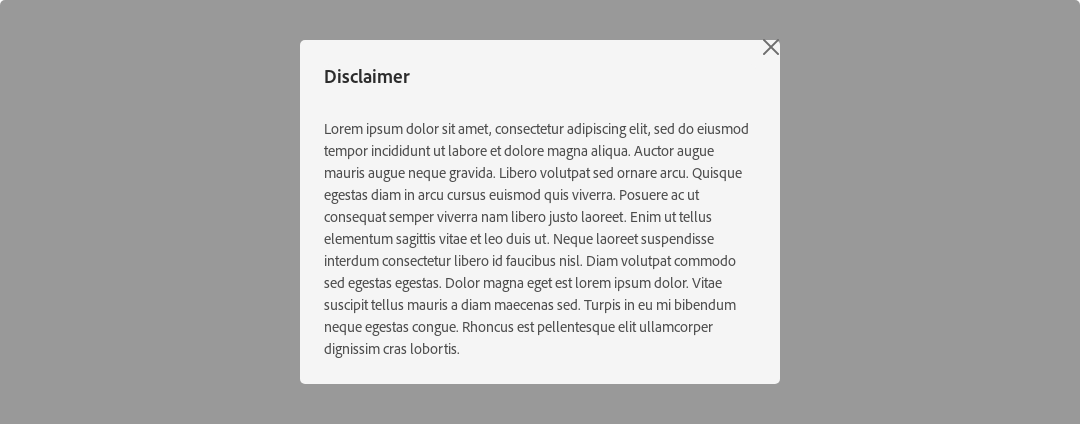 Disclaimer
Lorem ipsum dolor sit amet, consectetur adipiscing elit, sed do eiusmod
tempor incididunt ut labore et dolore magna aliqua. Auctor augue
mauris augue neque gravida. Libero volutpat sed ornare arcu. Quisque
egestas diam in arcu cursus euismod quis viverra. Posuere ac ut
consequat semper viverra nam libero justo laoreet. Enim ut tellus
elementum sagittis vitae et leo duis ut. Neque laoreet suspendisse
interdum consectetur libero id faucibus nisl. Diam volutpat commodo
sed egestas egestas. Dolor magna eget est lorem ipsum dolor. Vitae
suscipit tellus mauris a diam maecenas sed. Turpis in eu mi bibendum
neque egestas congue. Rhoncus est pellentesque elit ullamcorper
dignissim cras lobortis.